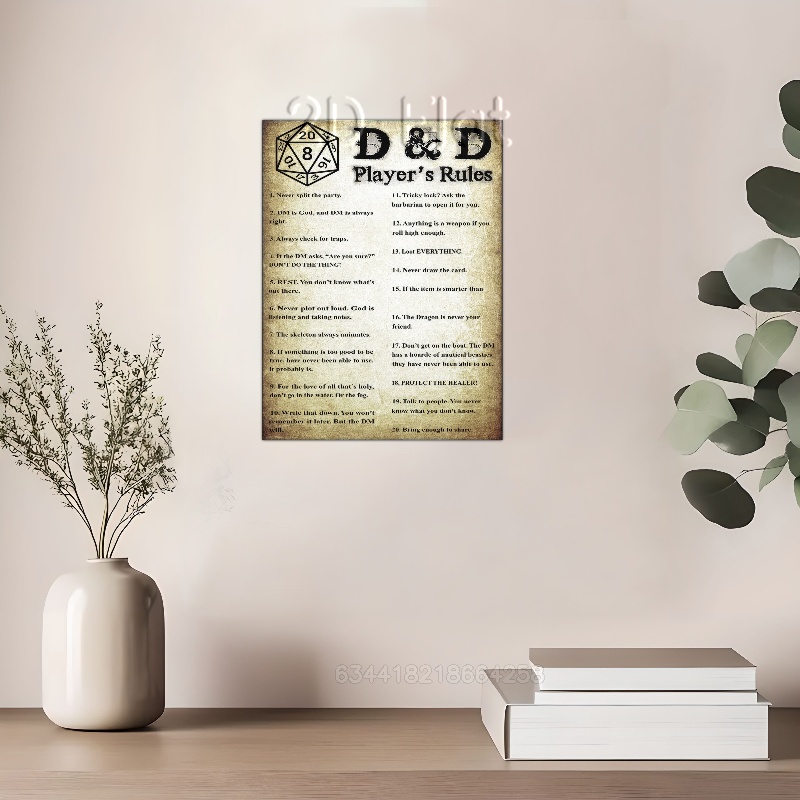 2D Flat
20
8
10
16
D & D
Player's Rules
1. Never split the party.
2. DM is God, and DM is always
right.
3. Always check for traps.
4. If the DM asks, "Are you sure?"
DON'T DO THE THING!
5. REST. You don't know what's
out there.
6. Never plot out loud. God is
listening and taking notes.
7. The skeleton always animates.
8. If something is too good to be
true, have never been able to use.
it probably is.
9. For the love of all that's holy,
don't go in the water. Or the fog.
10. Write that down. You won't
remember it later. But the DM
will.
11. Tricky lock? Ask the
barbarian to open it for you.
12. Anything is a weapon if you
roll high enough.
13. Loot EVERYTHING.
14. Never draw the card.
15. If the item is smarter than
16. The Dragon is never your
friend.
17. Don't get on the boat. The DM
has a hoarde of nautical beasties
they have never been able to use.
18. PROTECT THE HEALER!
19. Talk to people. You never
know what you don't know.
20. Bring enough to share.
634418218664258